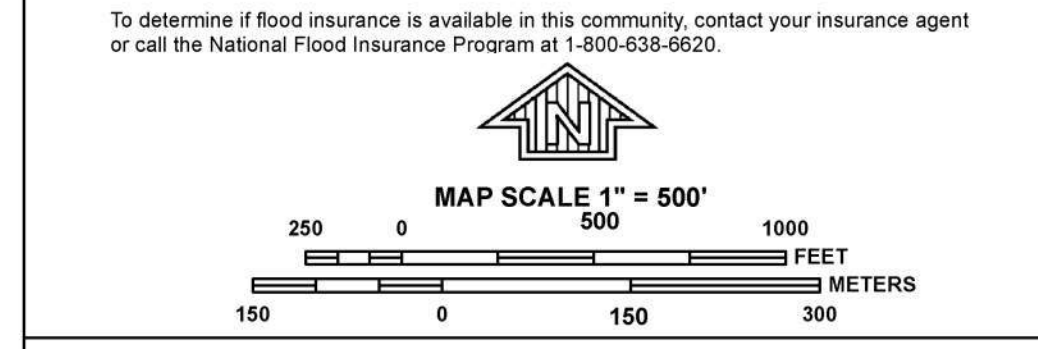 To determine if flood insurance is available in this community, contact your insurance agent
or call the National Flood Insurance Program at 1-800-638-6620.
N
MAP SCALE 1" = 500'
250 0 500 1000
FEET
METERS
150 0 150 300